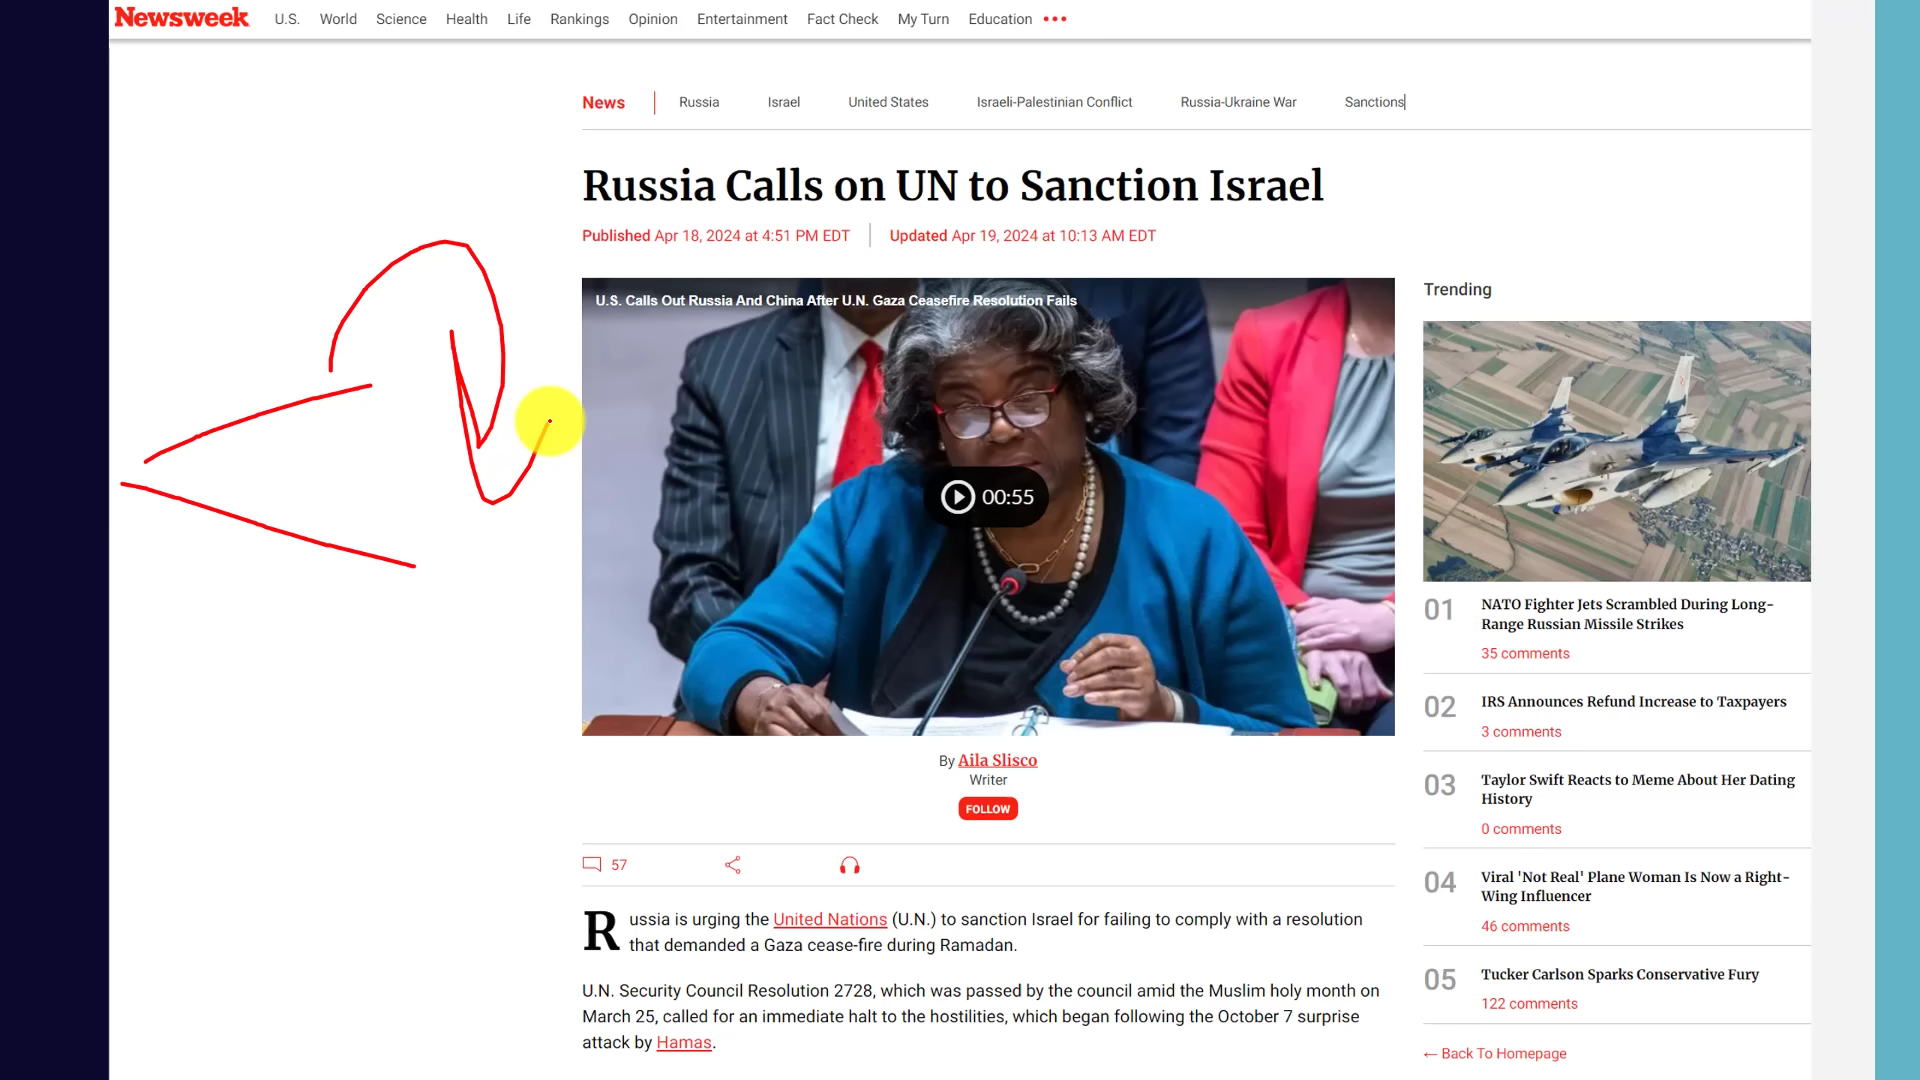 Newsweek U.S. World Science Health Life Rankings Opinion Entertainment Fact Check My Turn Education
News Russia Israel United States Israeli-Palestinian Conflict Russia-Ukraine War Sanctions
Russia Calls on UN to Sanction Israel
Published Apr 18, 2024 at 4:51 PM EDT Updated Apr 19, 2024 at 10:13 AM EDT
U.S. Calls Out Russia And China After U.N. Gaza Ceasefire Resolution Fails
00:55
By Aila Slisco
Writer
FOLLOW
57
Russia is urging the United Nations (U.N.) to sanction Israel for failing to comply with a resolution
that demanded a Gaza cease-fire during Ramadan.
U.N. Security Council Resolution 2728, which was passed by the council amid the Muslim holy month on
March 25, called for an immediate halt to the hostilities, which began following the October 7 surprise
attack by Hamas.
Trending
01 NATO Fighter Jets Scrambled During Long-
Range Russian Missile Strikes
35 comments
02 IRS Announces Refund Increase to Taxpayers
3 comments
03 Taylor Swift Reacts to Meme About Her Dating
History
0 comments
04 Viral 'Not Real' Plane Woman Is Now a Right-
Wing Influencer
46 comments
05 Tucker Carlson Sparks Conservative Fury
122 comments
← Back To Homepage